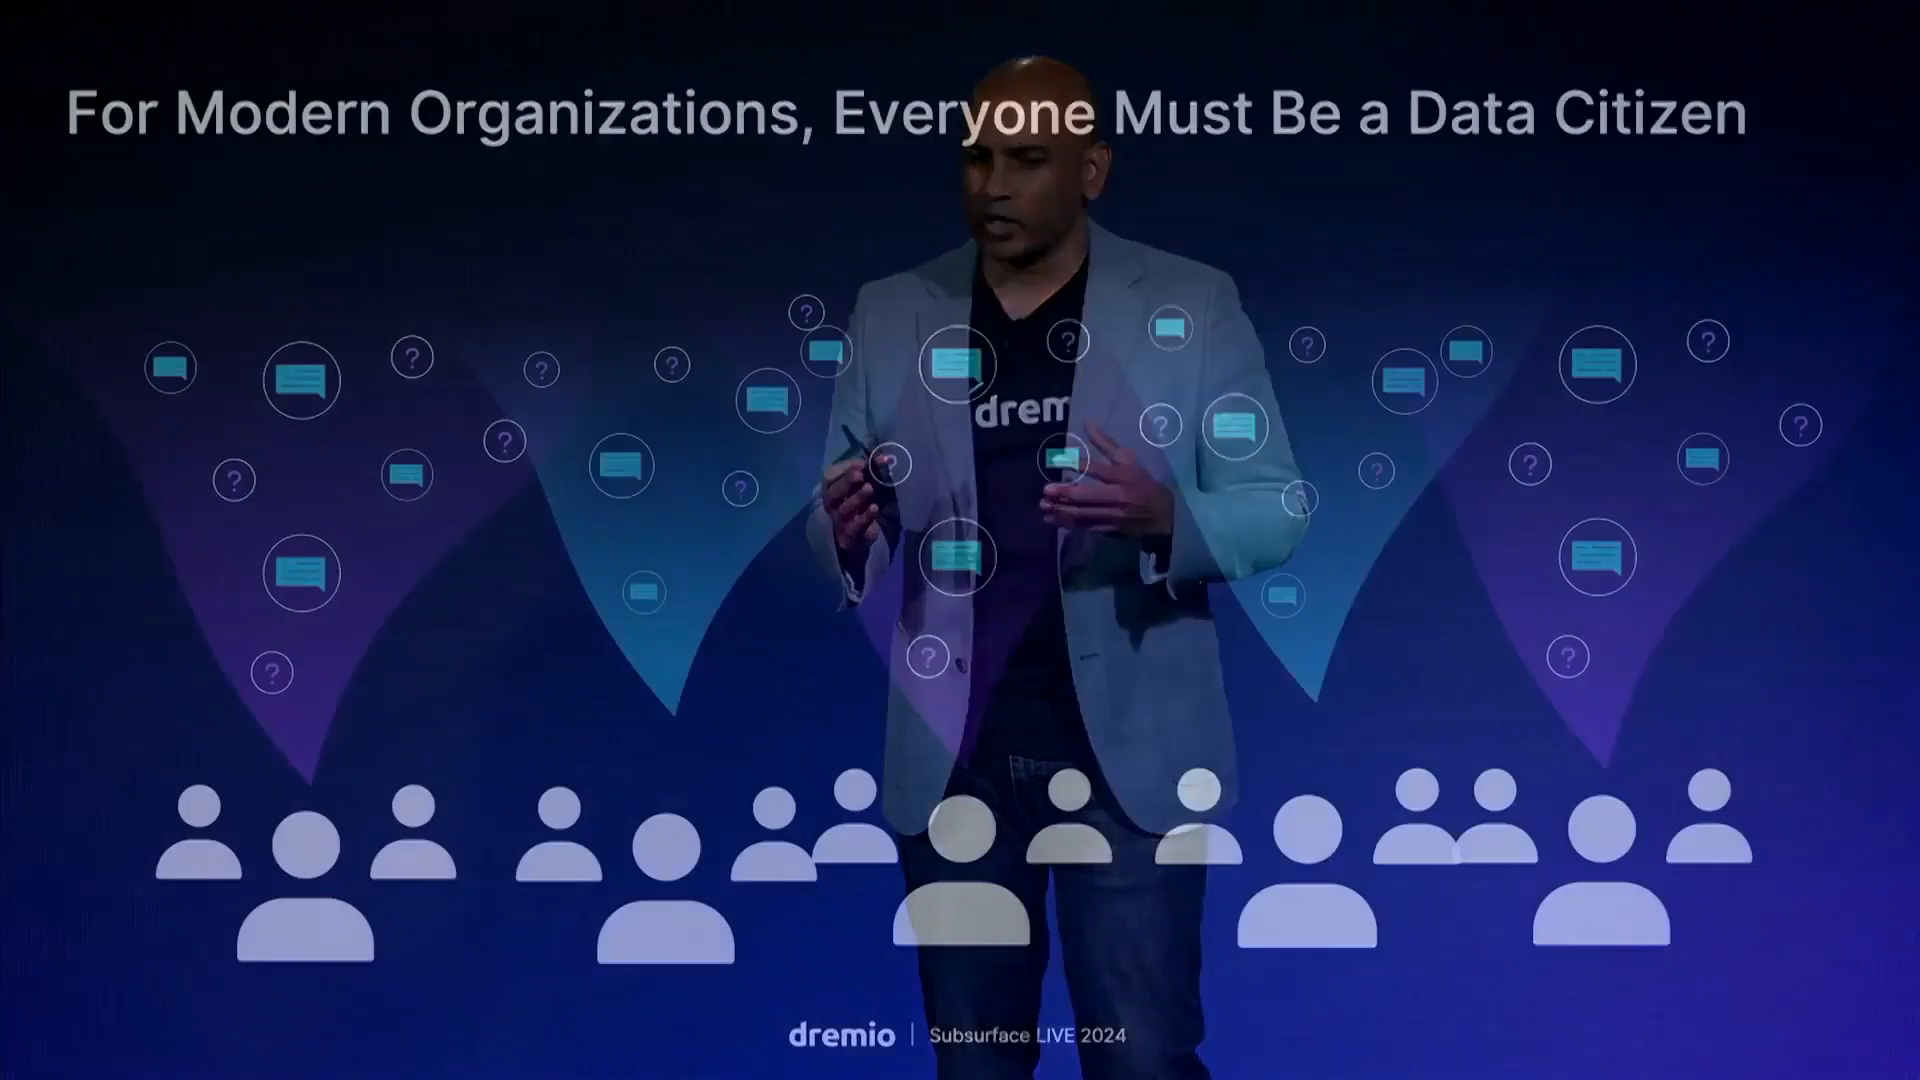 For Modern Organizations, Everyone Must Be a Data Citizen
drem
dremio | Subsurface LIVE 2024